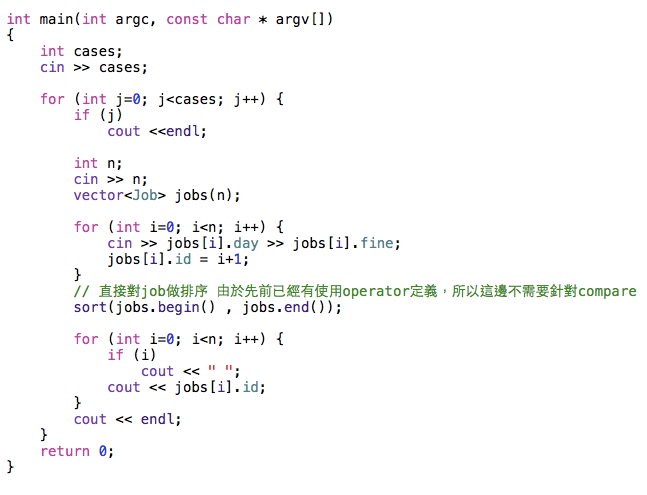 int main(int argc, const char * argv[])
{
    int cases;
    cin >> cases;

    for (int j=0; j<cases; j++) {
        if (j)
            cout <<endl;

        int n;
        cin >> n;
        vector<Job> jobs(n);

        for (int i=0; i<n; i++) {
            cin >> jobs[i].day >> jobs[i].fine;
            jobs[i].id = i+1;
        }
        // 直接對job做排序 由於先前已經有使用operator定義，所以這邊不需要針對compare
        sort(jobs.begin() , jobs.end());

        for (int i=0; i<n; i++) {
            if (i)
                cout << " ";
            cout << jobs[i].id;
        }
        cout << endl;
    }
    return 0;
}